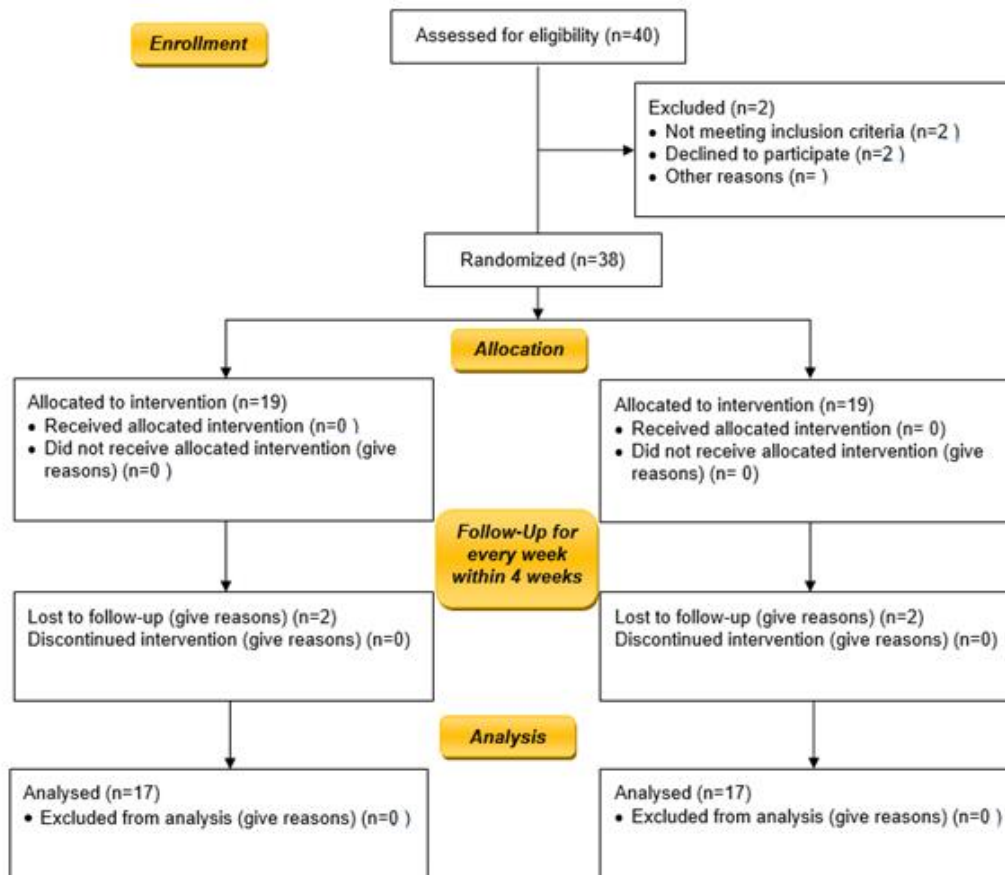 Enrollment
Assessed for eligibility (n=40)
Excluded (n=2)
• Not meeting inclusion criteria (n=2 )
• Declined to participate (n=2 )
• Other reasons (n= )
Randomized (n=38)
Allocation
Allocated to intervention (n=19)
• Received allocated intervention (n=0 )
• Did not receive allocated intervention (give
reasons) (n=0 )
Allocated to intervention (n=19)
• Received allocated intervention (n= 0)
• Did not receive allocated intervention (give
reasons) (n= 0)
Follow-Up for
every week
within 4 weeks
Lost to follow-up (give reasons) (n=2)
Discontinued intervention (give reasons) (n=0)
Lost to follow-up (give reasons) (n=2)
Discontinued intervention (give reasons) (n=0)
Analysis
Analysed (n=17)
• Excluded from analysis (give reasons) (n=0 )
Analysed (n=17)
• Excluded from analysis (give reasons) (n=0 )